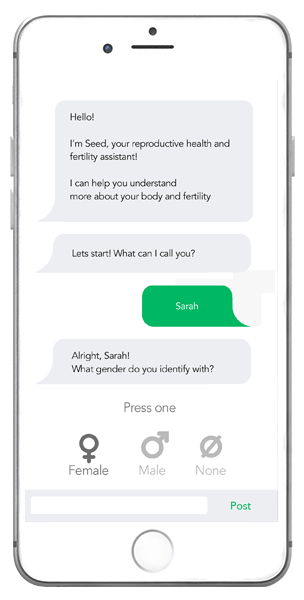 Hello!
I'm Seed, your reproductive health and
fertility assistant!
I can help you understand
more about your body and fertility
Lets start! What can I call you?
Sarah
Alright, Sarah!
What gender do you identify with?
Press one
Female Male None
Post